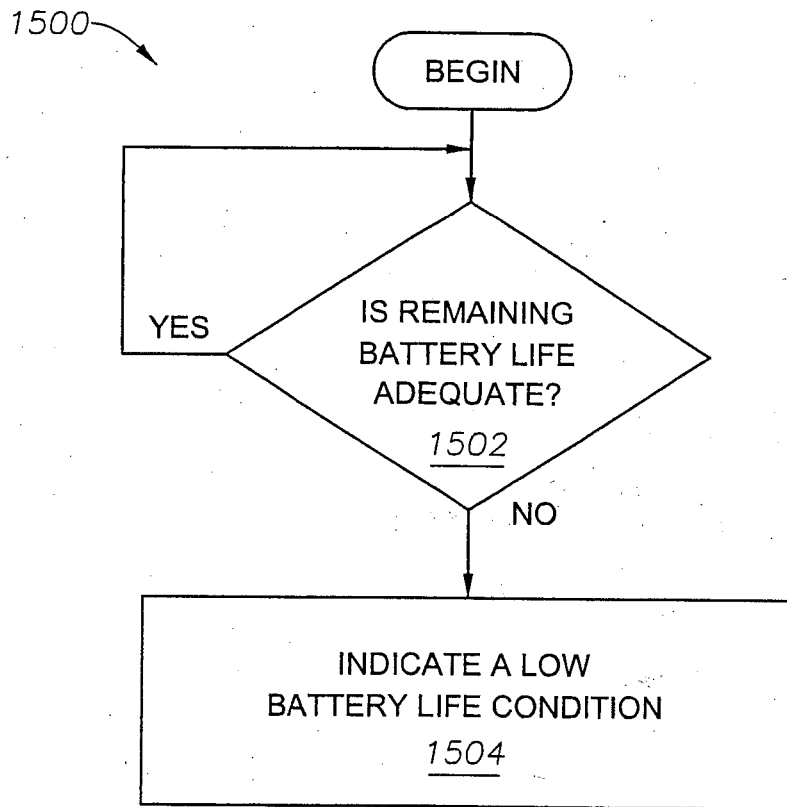 1500
BEGIN
YES
IS REMAINING
BATTERY LIFE
ADEQUATE?
1502
NO
INDICATE A LOW
BATTERY LIFE CONDITION
1504